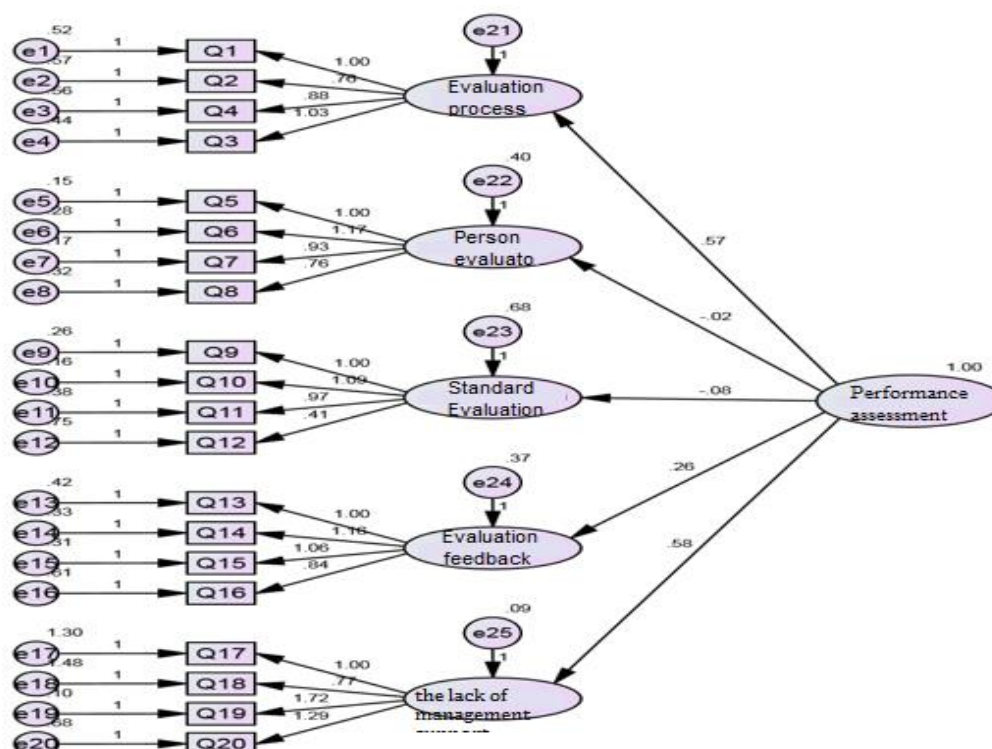 .52
e1 1 Q1
.57
e2 1 Q2
.56
e3 1 Q4
.44
e4 1 Q3
1.00
.76
.88
1.03
e21
1
Evaluation
process
.15
e5 1 Q5
.28
e6 1 Q6
.17
e7 1 Q7
.32
e8 1 Q8
1.00
1.17
.93
.76
.40
e22
1
Person
evaluato
.26
e9 1 Q9
.16
e10 1 Q10
.38
e11 1 Q11
.75
e12 1 Q12
1.00
1.09
.97
.41
.68
e23
1
Standard
Evaluation
.42
e13 1 Q13
.33
e14 1 Q14
.31
e15 1 Q15
.61
e16 1 Q16
1.00
1.16
1.06
.84
.37
e24
1
Evaluation
feedback
1.30
e17 1 Q17
1.48
e18 1 Q18
.10
e19 1 Q19
.68
e20 1 Q20
1.00
.77
1.72
1.29
.09
e25
1
the lack of
management
.57
-.02
-.08
.26
.58
1.00
Performance
assessment